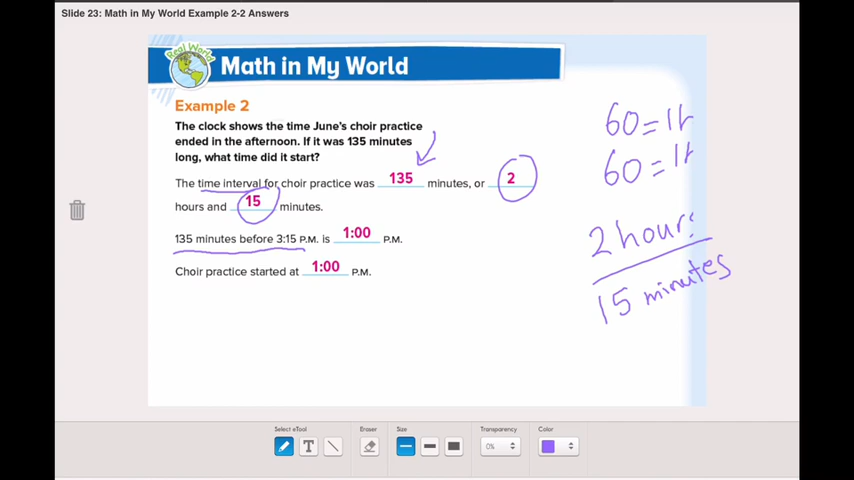 Slide 23: Math in My World Example 2-2 Answers
Real World
Math in My World
Example 2
The clock shows the time June's choir practice
ended in the afternoon. If it was 135 minutes
long, what time did it start?
The time interval for choir practice was 135 minutes, or 2
hours and 15 minutes.
135 minutes before 3:15 P.M. is 1:00 P.M.
Choir practice started at 1:00 P.M.
60=1h
60=1h
2 hours
15 minutes
Select eTool
Eraser
Size
Transparency
Color
T
0%